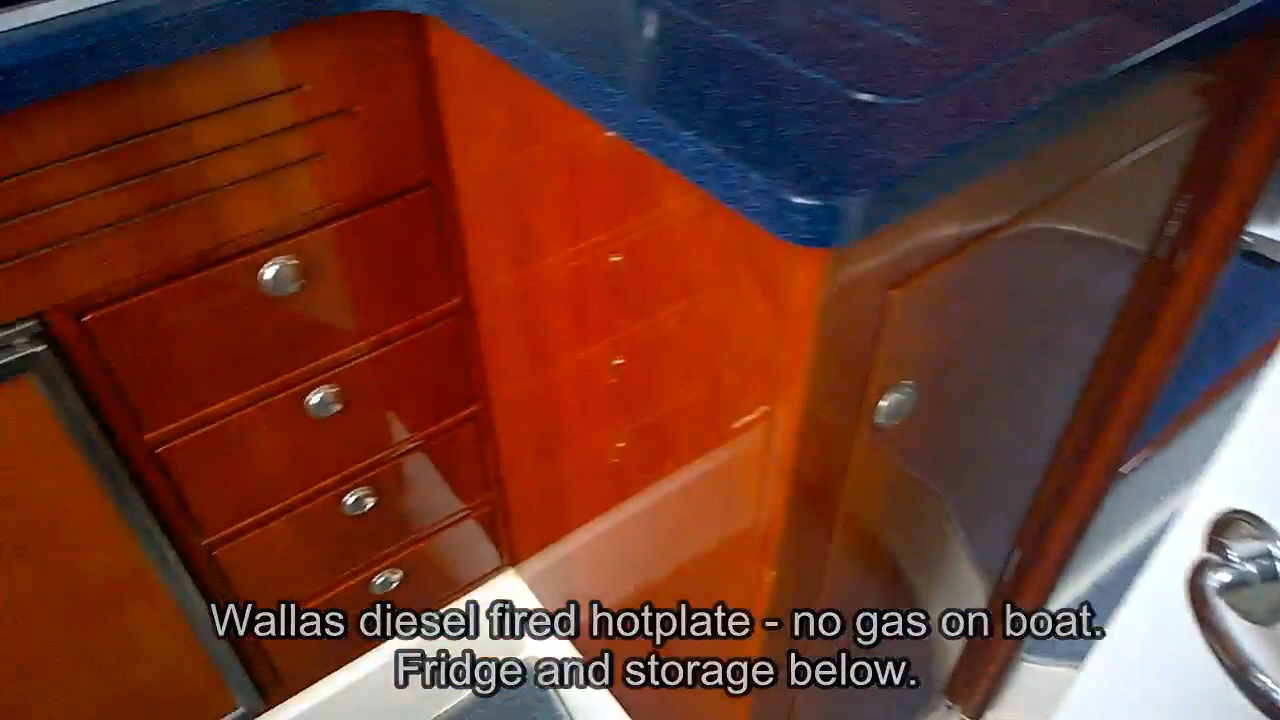 Wallas diesel fired hotplate - no gas on boat.
Fridge and storage below.